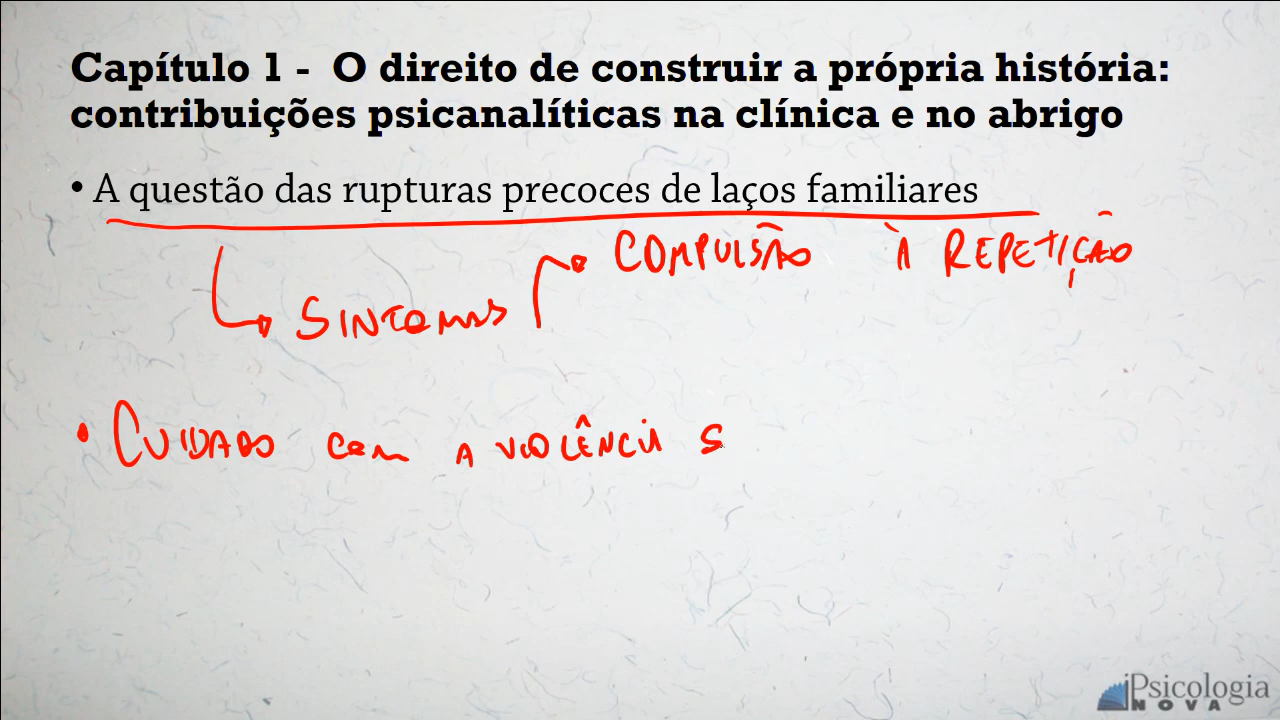 Capítulo 1 - O direito de construir a própria história:
contribuições psicanalíticas na clínica e no abrigo
• A questão das rupturas precoces de laços familiares
COMPULSÃO À REPETIÇÃO
SINTOMAS
• CUIDADO COM A VIOLÊNCIA S
Psicologia
NOVA